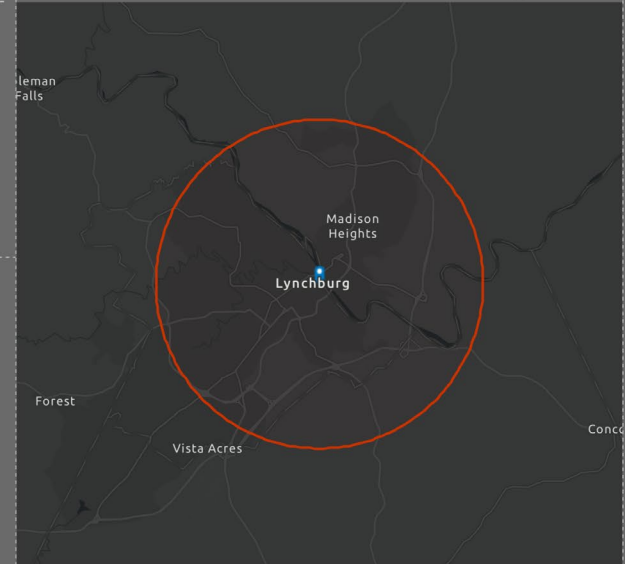 leman
Falls
Madison
Heights
Lynchburg
Forest
Conco
Vista Acres